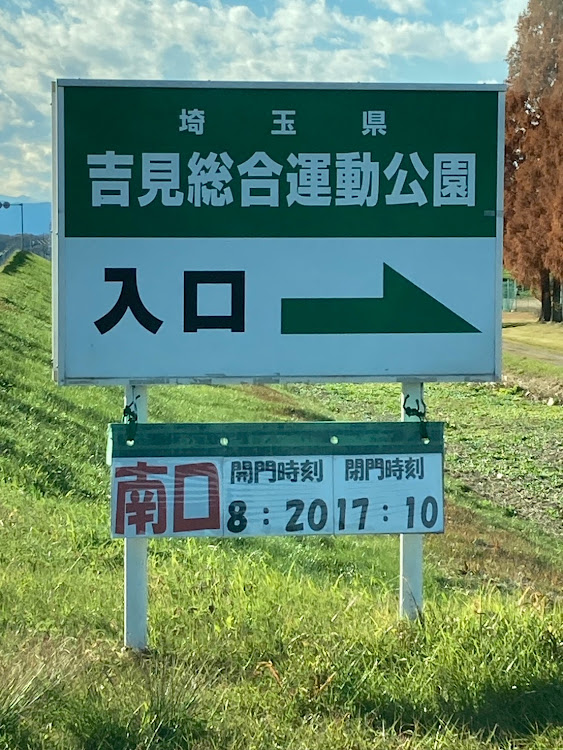 埼玉県
吉見総合運動公園
入口
南口 開門時刻 閉門時刻
8:20 17:10